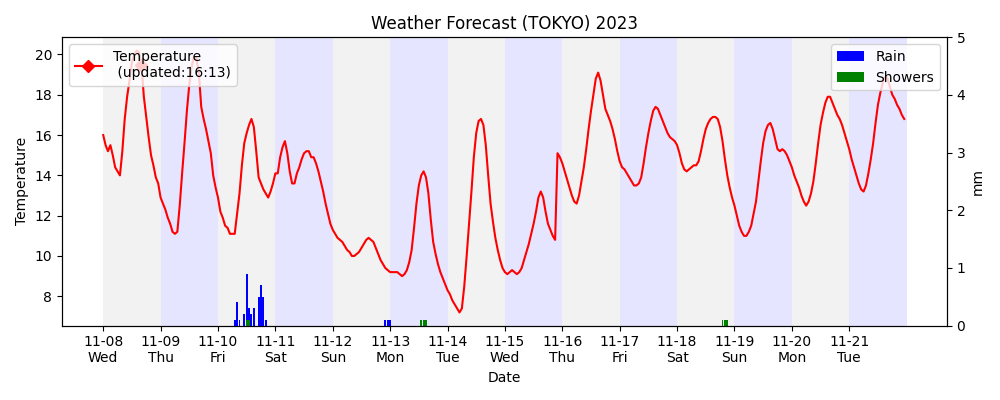 Weather Forecast (TOKYO) 2023
Temperature
(updated:16:13)
Rain
Showers
Temperature
20
18
16
14
12
10
8
5
4
3
2
1
0
mm
11-08 11-09 11-10 11-11 11-12 11-13 11-14 11-15 11-16 11-17 11-18 11-19 11-20 11-21
Wed Thu Fri Sat Sun Mon Tue Wed Thu Fri Sat Sun Mon Tue
Date